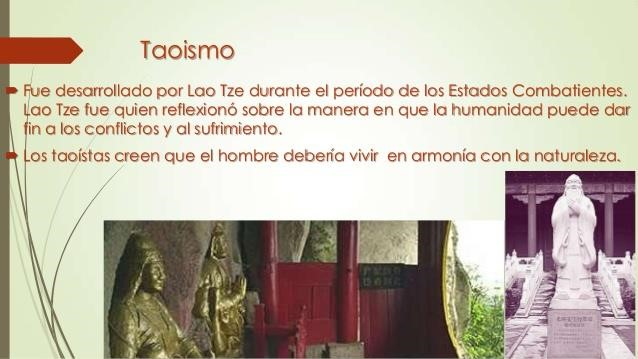 Taoismo
Fue desarrollado por Lao Tze durante el período de los Estados Combatientes.
Lao Tze fue quien reflexionó sobre la manera en que la humanidad puede dar
fin a los conflictos y al sufrimiento.
Los taoístas creen que el hombre debería vivir en armonía con la naturaleza.